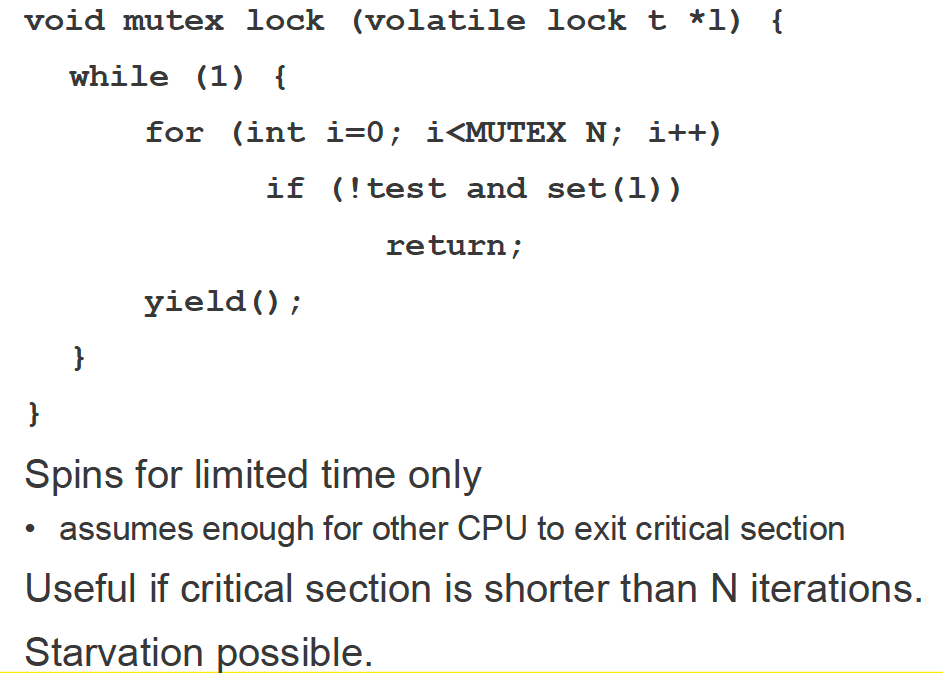 void mutex lock (volatile lock t *l) {
while (1) {
for (int i=0; i<MUTEX N; i++)
if (!test and set(l))
return;
yield();
}
}
Spins for limited time only
• assumes enough for other CPU to exit critical section
Useful if critical section is shorter than N iterations.
Starvation possible.